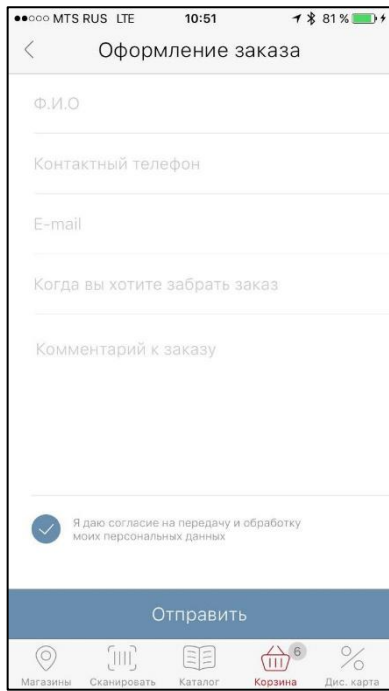 MTS RUS LTE 10:51 81 %
Оформление заказа
Ф.И.О
Контактный телефон
E-mail
Когда вы хотите забрать заказ
Комментарий к заказу
Я даю согласие на передачу и обработку
моих персональных данных
Отправить
6
Магазины Сканировать Каталог Корзина Дис. карта